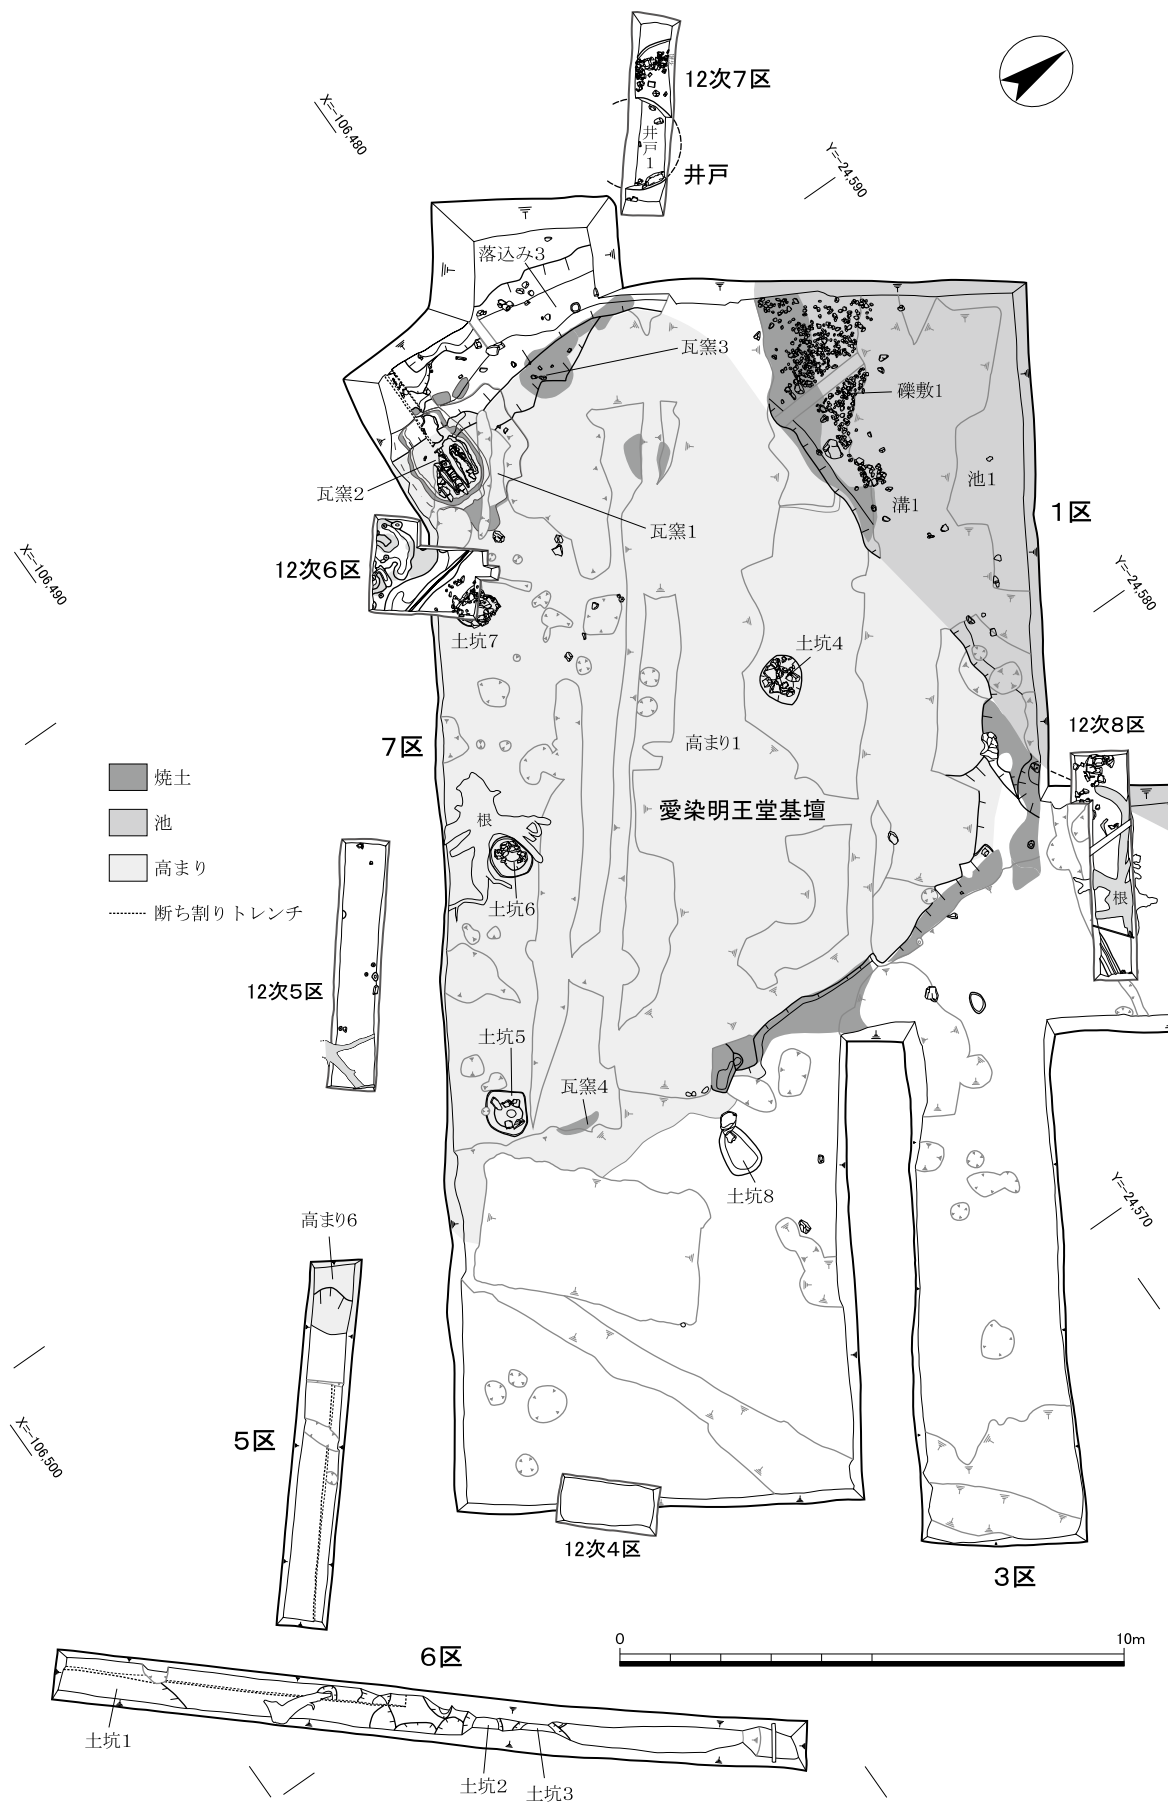 12次7区
X=-106,480
井戸1
Y=-24,590
井戸
落込み3
瓦窯3
礫敷1
池1
瓦窯2
溝1
1区
瓦窯1
X=-106,490
12次6区
Y=-24,580
土坑7
土坑4
12次8区
7区
高まり1
焼土
愛染明王堂基壇
池
根
高まり
根
土坑6
断ち割りトレンチ
12次5区
土坑5
瓦窯4
土坑8
Y=-24,570
高まり6
5区
X=-106,500
12次4区
3区
0
10m
6区
土坑1
土坑2
土坑3